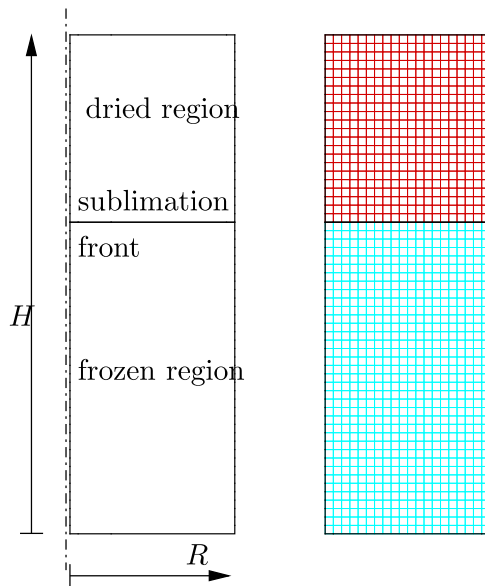 dried region
sublimation
front
H
frozen region
R